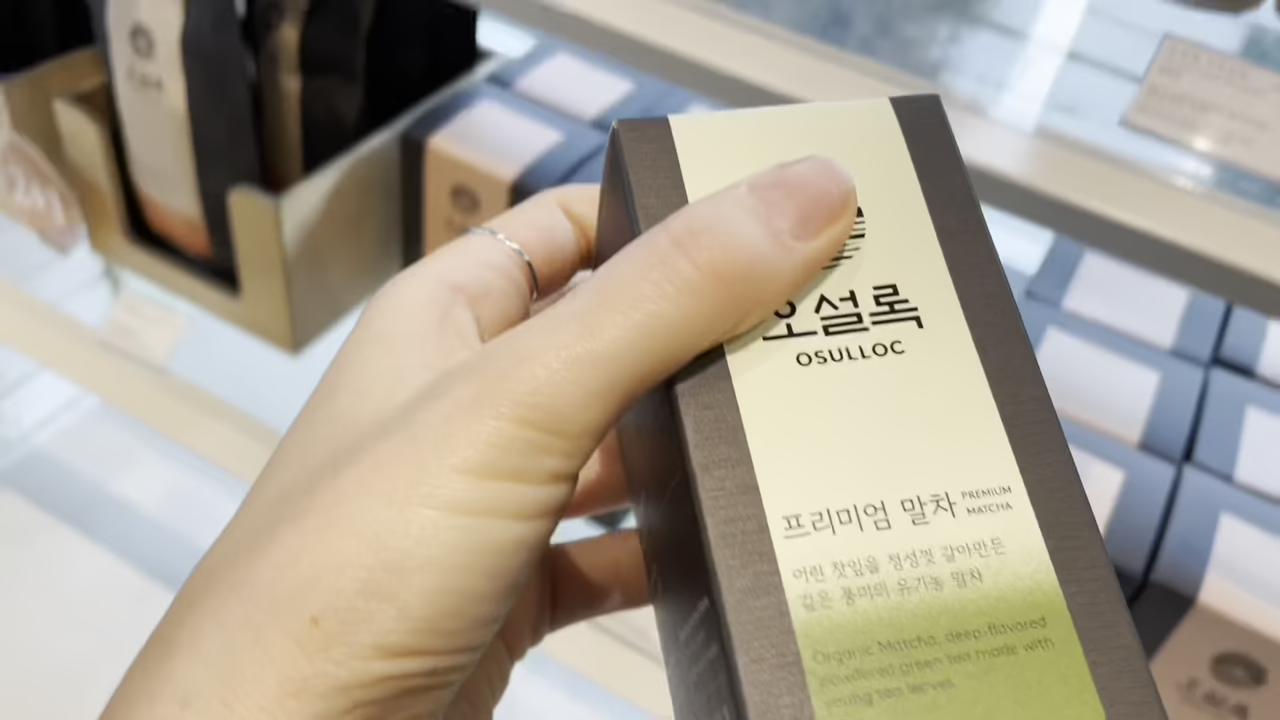 오설록
OSULLOC
프리미엄 말차 PREMIUM
MATCHA
어린 찻잎을 정성껏 갈아만든
깊은 풍미의 유기농 말차
Organic Matcha, deep-flavored
powdered green tea made with
young tea leaves